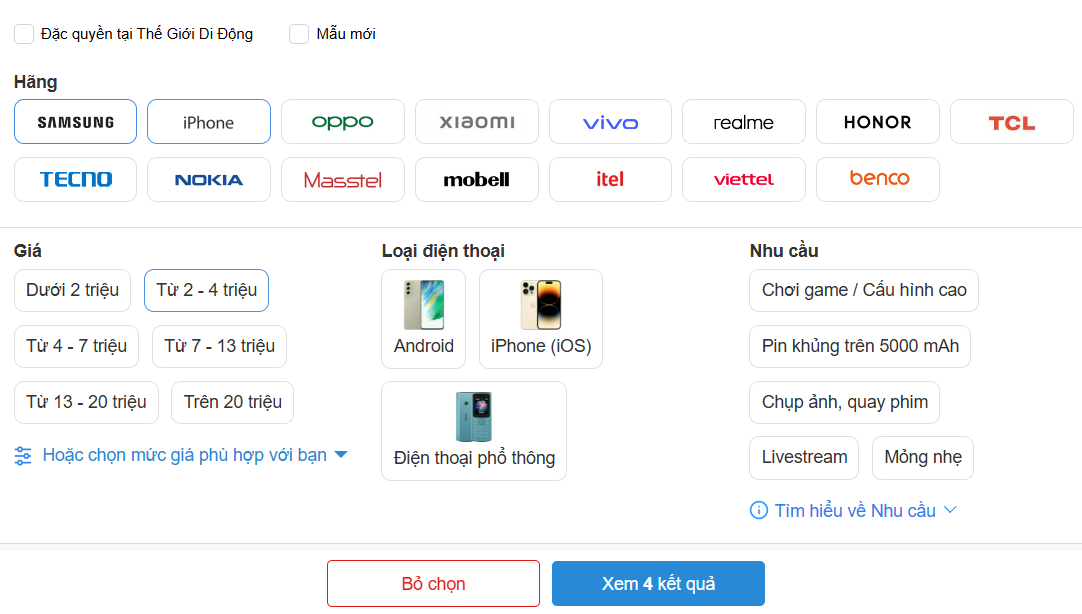 Đặc quyền tại Thế Giới Di Động Mẫu mới
Hãng
SAMSUNG iPhone oppo xiaomi vivo realme HONOR TCL
TECNO NOKIA Masstel mobell itel viettel benco
Giá Loại điện thoại Nhu cầu
Dưới 2 triệu Từ 2 - 4 triệu
Từ 4 - 7 triệu Từ 7 - 13 triệu
Từ 13 - 20 triệu Trên 20 triệu
Hoặc chọn mức giá phù hợp với bạn
Android iPhone (iOS)
Điện thoại phổ thông
Chơi game / Cấu hình cao
Pin khủng trên 5000 mAh
Chụp ảnh, quay phim
Livestream Mỏng nhẹ
Tìm hiểu về Nhu cầu
Bỏ chọn Xem 4 kết quả